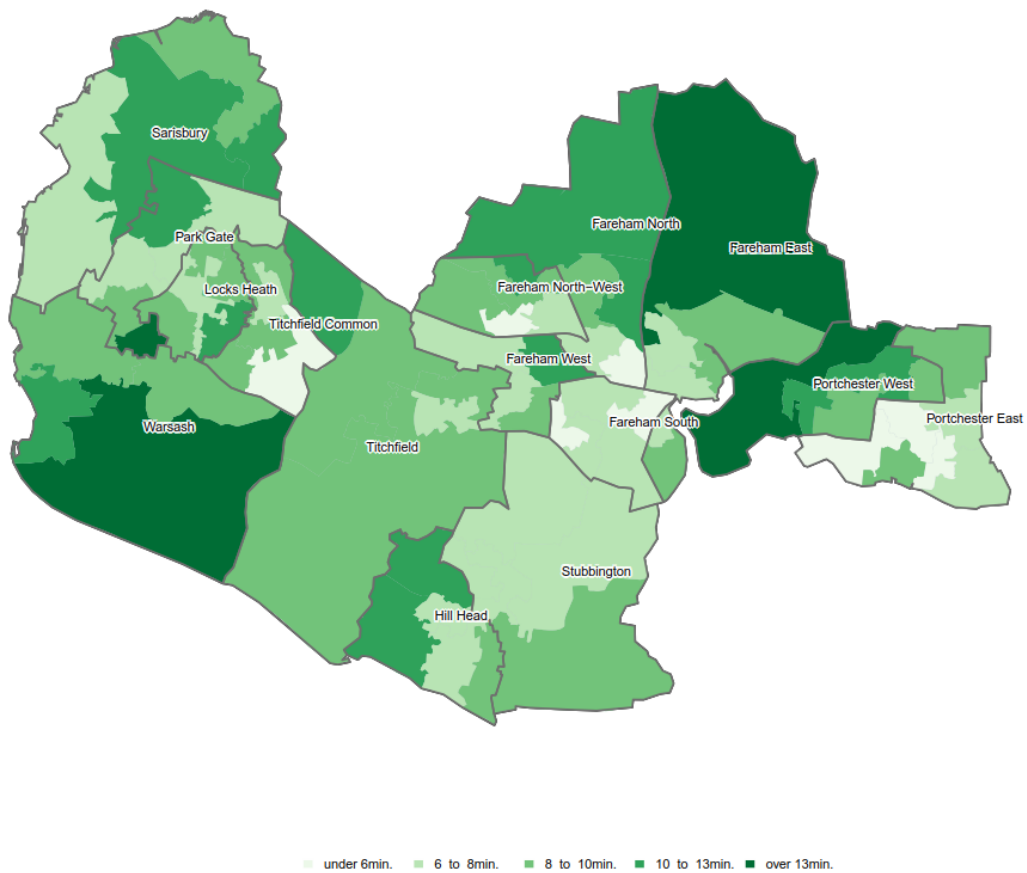 Sarisbury
Fareham North
Park Gate
Fareham East
Locks Heath
Fareham North−West
Titchfield Common
Fareham West
Portchester West
Portchester East
Warsash
Fareham South
Titchfield
Stubbington
Hill Head
under 6min. 6 to 8min. 8 to 10min. 10 to 13min. over 13min.